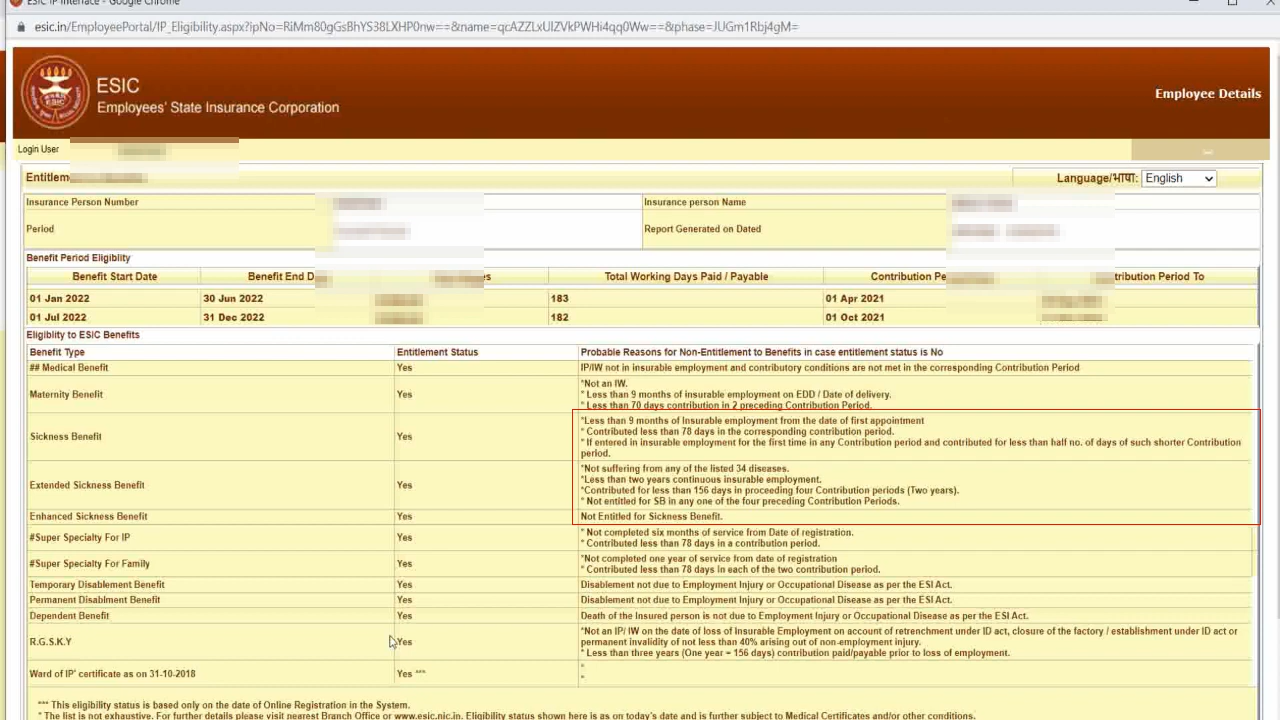 ESIC IP Interface - Google Chrome
esic.in/EmployeePortal/IP_Eligibility.aspx?ipNo=RiMm80gGsBhYS38LXHP0nw==&name=qcAZZLxUlZVkPWHi4qq0Ww==&phase=JUGm1Rbj4gM=
ESIC
Employees' State Insurance Corporation
Employee Details
Login User
Language/भाषा: English
Insurance Person Number
Insurance person Name
Period
Report Generated on Dated
Benefit Period Eligiblity
Benefit Start Date Benefit End Total Working Days Paid / Payable Contribution To
01 Jan 2022 30 Jun 2022 183 01 Apr 2021
01 Jul 2022 31 Dec 2022 182 01 Oct 2021
Eligiblity to ESIC Benefits
Benefit Type Entitlement Status Probable Reasons for Non-Entitlement to Benefits in case entitlement status is No
## Medical Benefit Yes IP/IW not in insurable employment and contributory conditions are not met in the corresponding Contribution Period
*Not an IW.
Maternity Benefit Yes * Less than 9 months of insurable employment on EDD / Date of delivery.
* Less than 70 days contribution in 2 preceding Contribution Period.
*Less than 9 months of Insurable employment from the date of first appointment
* Contributed less than 78 days in the corresponding contribution period.
Sickness Benefit Yes * If entered in insurable employment for the first time in any Contribution period and contributed for less than half no. of days of such shorter Contribution
period.
*Not suffering from any of the listed 34 diseases.
*Less than two years continuous insurable employment.
Extended Sickness Benefit Yes *Contributed for less than 156 days in proceeding four Contribution periods (Two years).
* Not entitled for SB in any one of the four preceding Contribution Periods.
Enhanced Sickness Benefit Yes Not Entitled for Sickness Benefit.
#Super Specialty For IP Yes * Not completed six months of service from Date of registration.
* Contributed less than 78 days in a contribution period.
#Super Specialty For Family Yes *Not completed one year of service from date of registration
* Contributed less than 78 days in each of the two contribution period.
Temporary Disablement Benefit Yes Disablement not due to Employment Injury or Occupational Disease as per the ESI Act.
Permanent Disablment Benefit Yes Disablement not due to Employment Injury or Occupational Disease as per the ESI Act.
Dependent Benefit Yes Death of the Insured person is not due to Employment Injury or Occupational Disease as per ESI Act.
R.G.S.K.Y Yes *Not an IP/ IW on the date of loss of Insurable Employment on account of retrenchment under ID act, closure of the factory / establishment under ID act or
permanent Invalidity of not less than 40% arising out of non-employment injury.
* Less than three years (One year = 156 days) contribution paid/payable prior to loss of employment.
Ward of IP' certificate as on 31-10-2018 Yes *** *
*
*** This eligibility status is based only on the date of Online Registration in the System.
* The list is not exhaustive. For further details please visit nearest Branch Office or www.esic.nic.in. Eligibility status shown here is as on today's date and is further subject to Medical Certificates and/or other conditions.